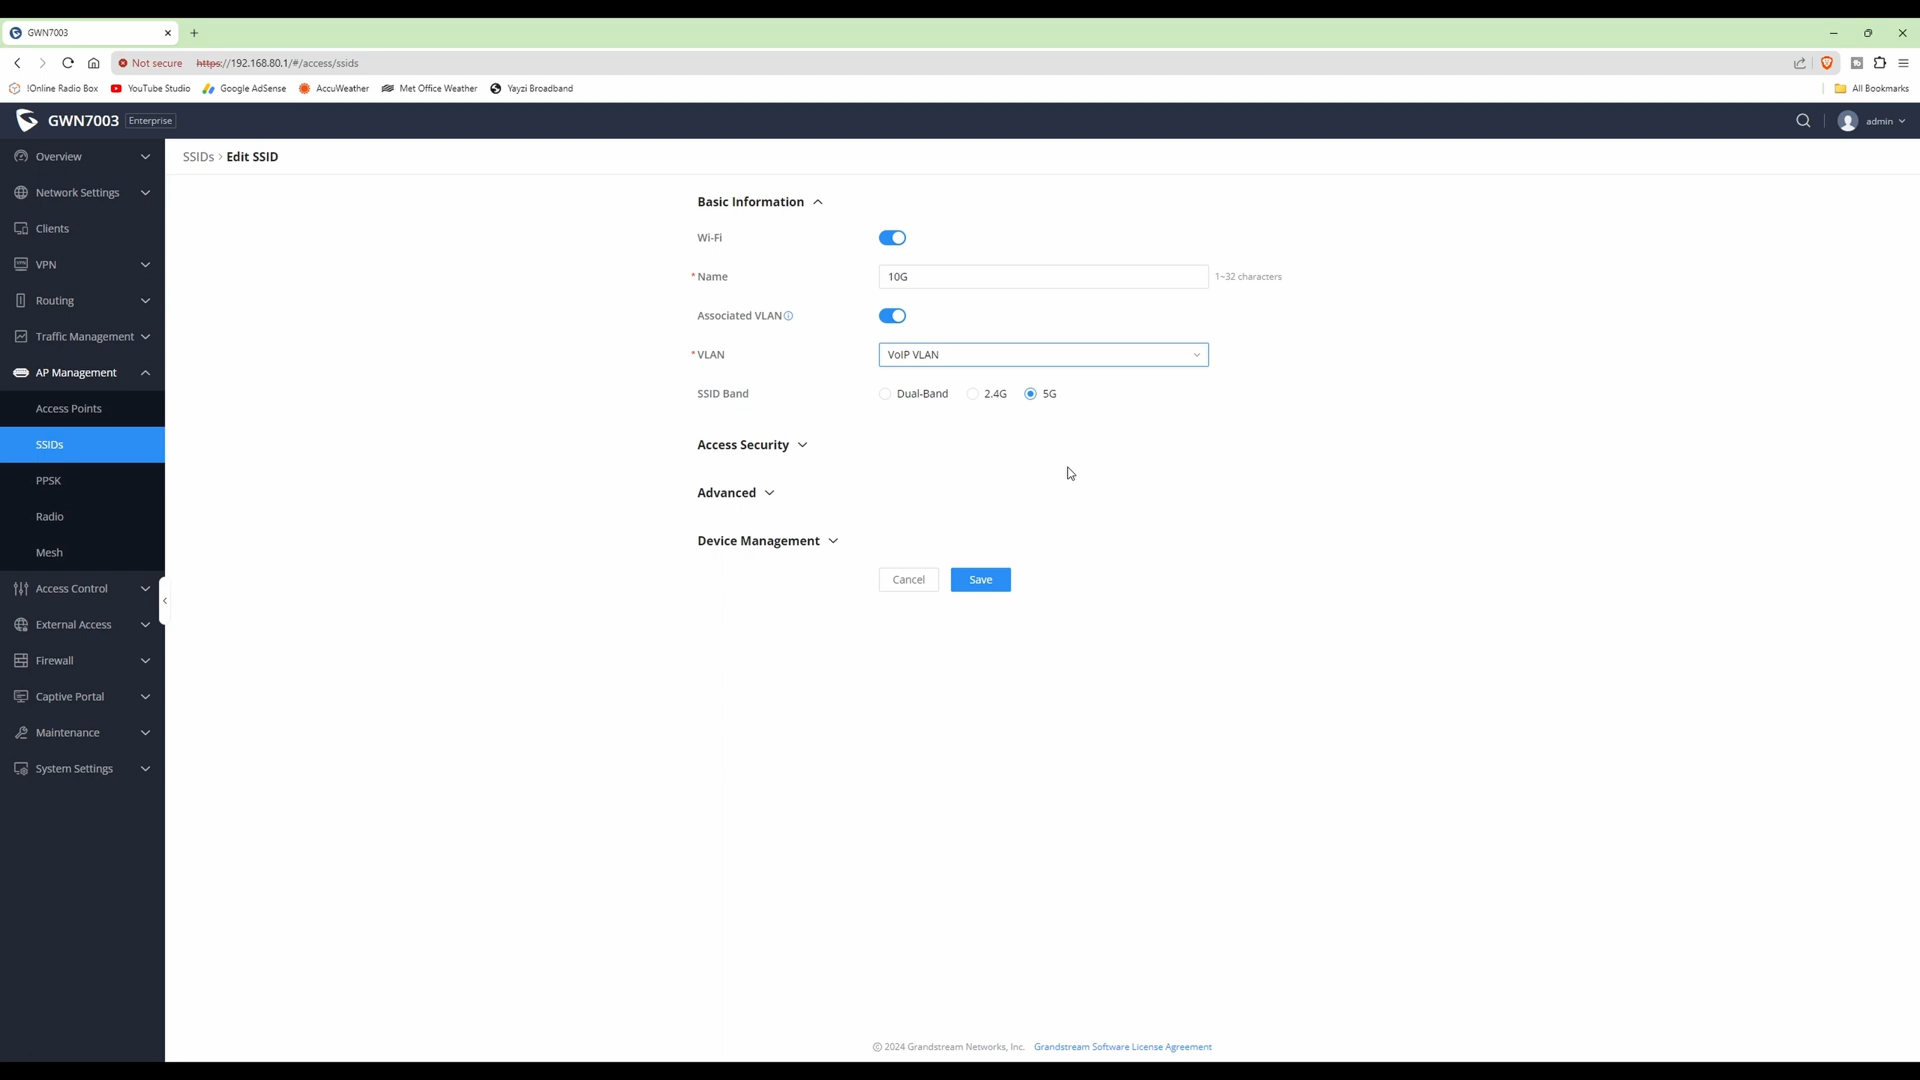 GWN7003
Not secure https://192.168.80.1/#/access/ssids
!Online Radio Box YouTube Studio Google AdSense AccuWeather Met Office Weather Yayzi Broadband All Bookmarks
GWN7003 Enterprise admin
Overview
Network Settings
Clients
VPN
Routing
Traffic Management
AP Management
Access Points
SSIDs
PPSK
Radio
Mesh
Access Control
External Access
Firewall
Captive Portal
Maintenance
System Settings
SSIDs > Edit SSID
Basic Information
Wi-Fi
* Name 10G 1~32 characters
Associated VLAN
* VLAN VoIP VLAN
SSID Band Dual-Band 2.4G 5G
Access Security
Advanced
Device Management
Cancel Save
© 2024 Grandstream Networks, Inc. Grandstream Software License Agreement